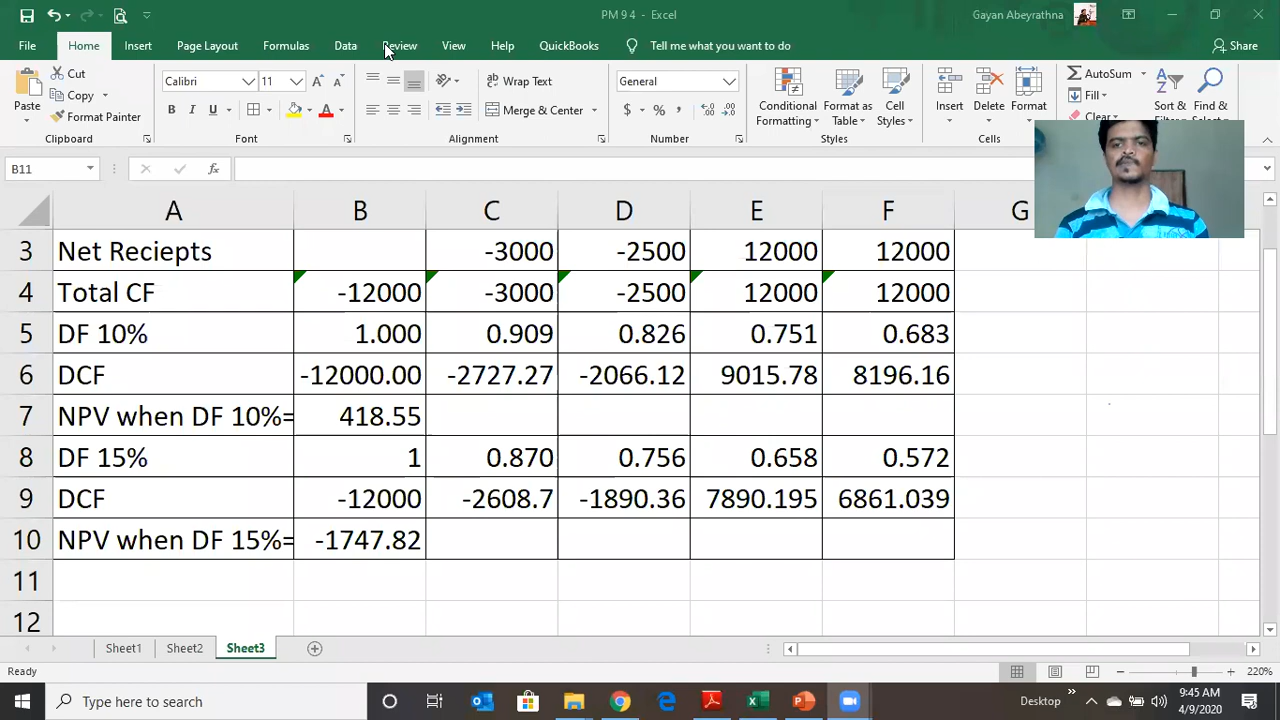 PM 9 4 - Excel
Gayan Abeyrathna
File Home Insert Page Layout Formulas Data Review View Help QuickBooks Tell me what you want to do Share
Paste
Cut
Copy
Format Painter
Clipboard
Calibri 11
B I U
Font
Wrap Text
Merge & Center
Alignment
General
$ % ,
Number
Conditional Formatting
Format as Table
Cell Styles
Styles
Insert
Delete
Format
Cells
AutoSum
Fill
Clear
Sort &
Find &
B11
fx
A B C D E F G
3 Net Reciepts -3000 -2500 12000 12000
4 Total CF -12000 -3000 -2500 12000 12000
5 DF 10% 1.000 0.909 0.826 0.751 0.683
6 DCF -12000.00 -2727.27 -2066.12 9015.78 8196.16
7 NPV when DF 10%= 418.55
8 DF 15% 1 0.870 0.756 0.658 0.572
9 DCF -12000 -2608.7 -1890.36 7890.195 6861.039
10 NPV when DF 15%= -1747.82
11
12
Sheet1 Sheet2 Sheet3
Ready
220%
Type here to search
Desktop
9:45 AM
4/9/2020